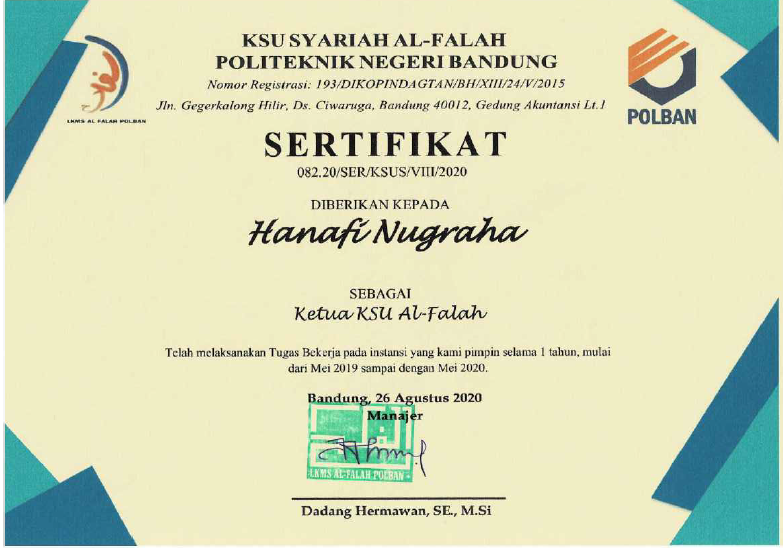 KSU SYARIAH AL-FALAH
POLITEKNIK NEGERI BANDUNG
Nomor Registrasi: 193/DIKOPINDAGTAN/BH/XIII/24/V/2015
Jln. Gegerkalong Hilir, Ds. Ciwaruga, Bandung 40012, Gedung Akuntansi Lt.1
LKMS AL FALAH POLBAN
POLBAN
SERTIFIKAT
082.20/SER/KSUS/VIII/2020
DIBERIKAN KEPADA
Hanafi Nugraha
SEBAGAI
Ketua KSU Al-Falah
Telah melaksanakan Tugas Bekerja pada instansi yang kami pimpin selama 1 tahun, mulai
dari Mei 2019 sampai dengan Mei 2020.
Bandung, 26 Agustus 2020
Manajer
LKMS AL-FALAH POLBAN
Dadang Hermawan, SE., M.Si